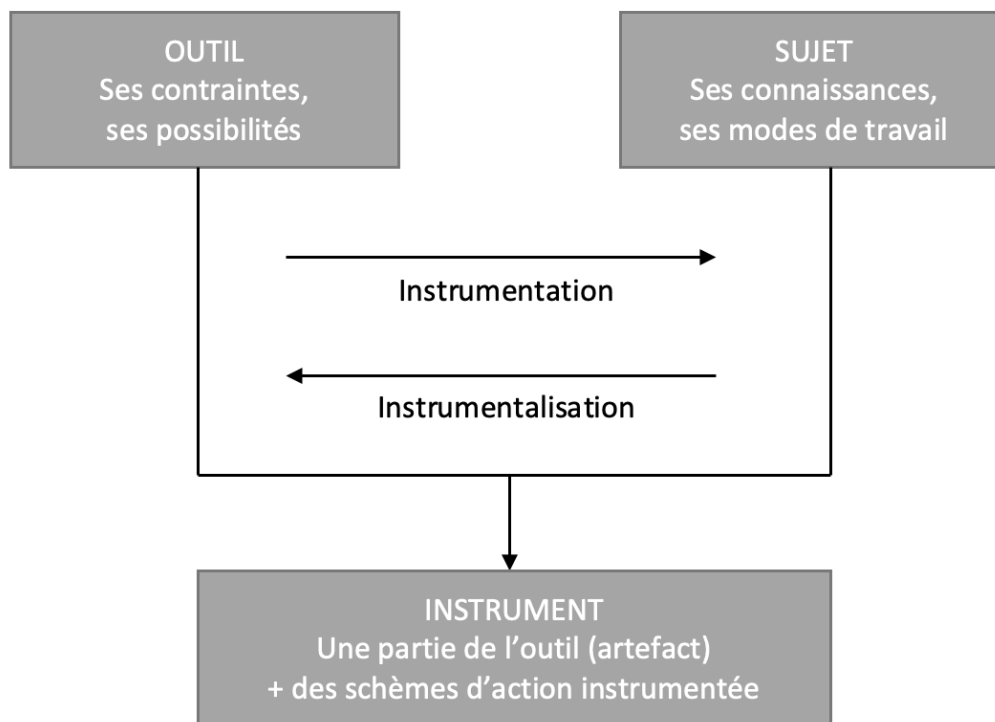 OUTIL
Ses contraintes,
ses possibilités
SUJET
Ses connaissances,
ses modes de travail
Instrumentation
Instrumentalisation
INSTRUMENT
Une partie de l’outil (artefact)
+ des schèmes d’action instrumentée